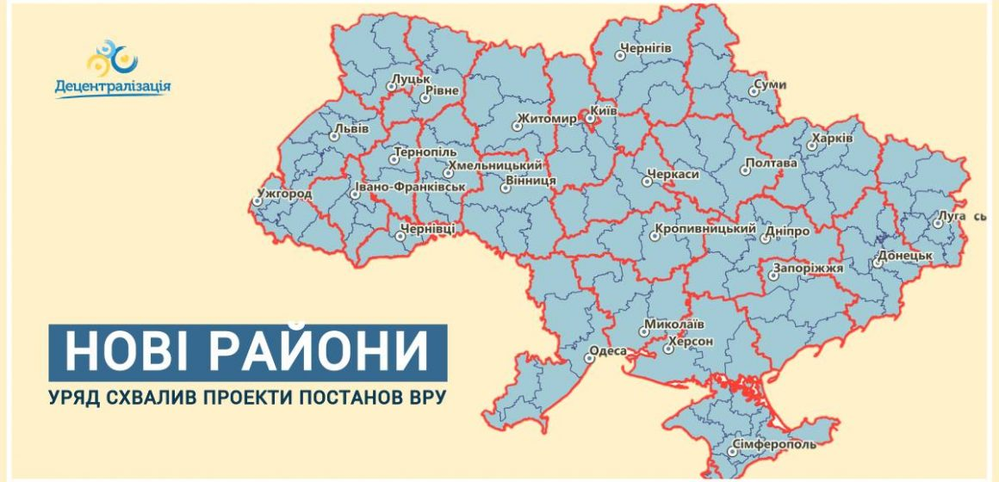 Децентралізація
Чернігів
Луцьк
Рівне
Суми
Київ
Житомир
Львів
Харків
Тернопіль
Хмельницький
Полтава
Вінниця
Черкаси
Івано-Франківськ
Ужгород
Луга сь
Чернівці
Кропивницький
Дніпро
Донецьк
Запоріжжя
Миколаїв
Херсон
Одеса
НОВІ РАЙОНИ
УРЯД СХВАЛИВ ПРОЕКТИ ПОСТАНОВ ВРУ
Сімферополь